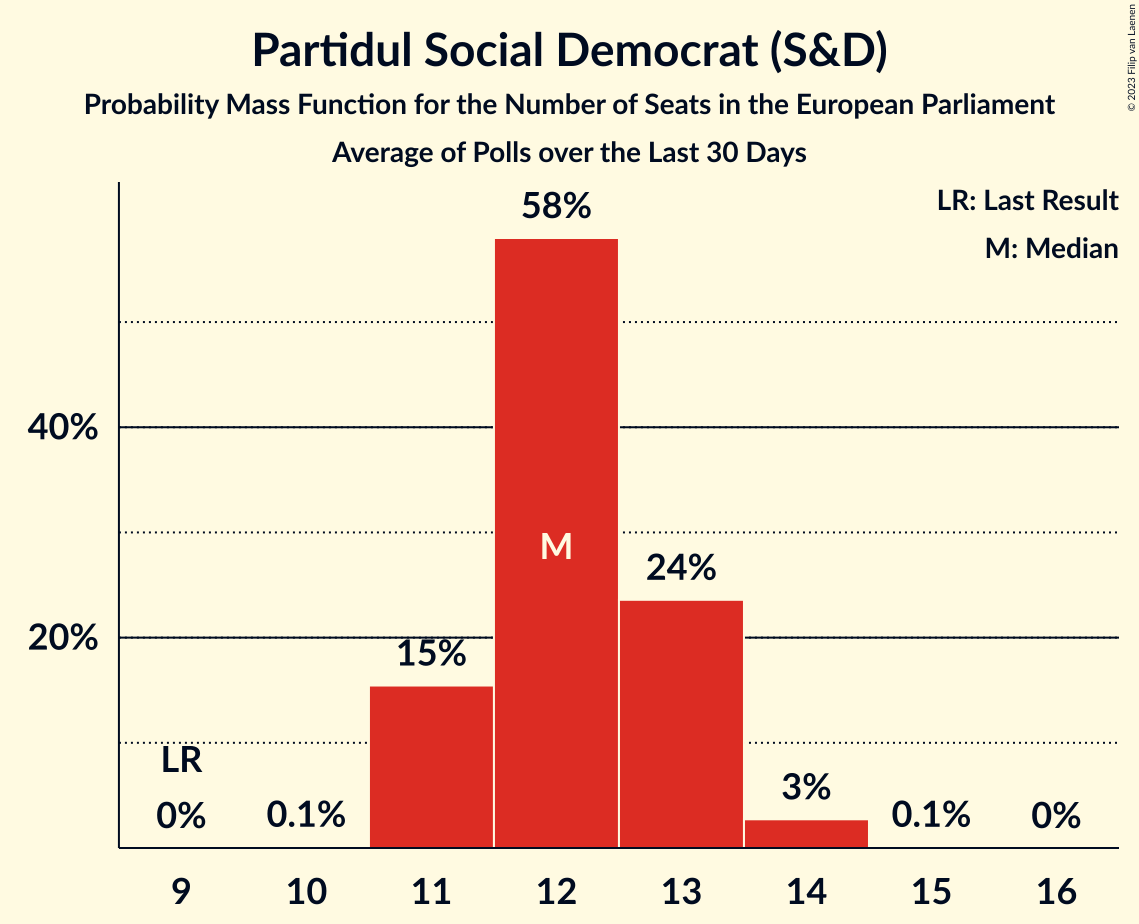 Partidul Social Democrat (S&D)
Probability Mass Function for the Number of Seats in the European Parliament
Average of Polls over the Last 30 Days
© 2023 Filip van Laenen
LR: Last Result
M: Median
58%
40%
M
24%
20%
15%
LR
3%
0%
0.1%
0.1%
0%
9 10 11 12 13 14 15 16